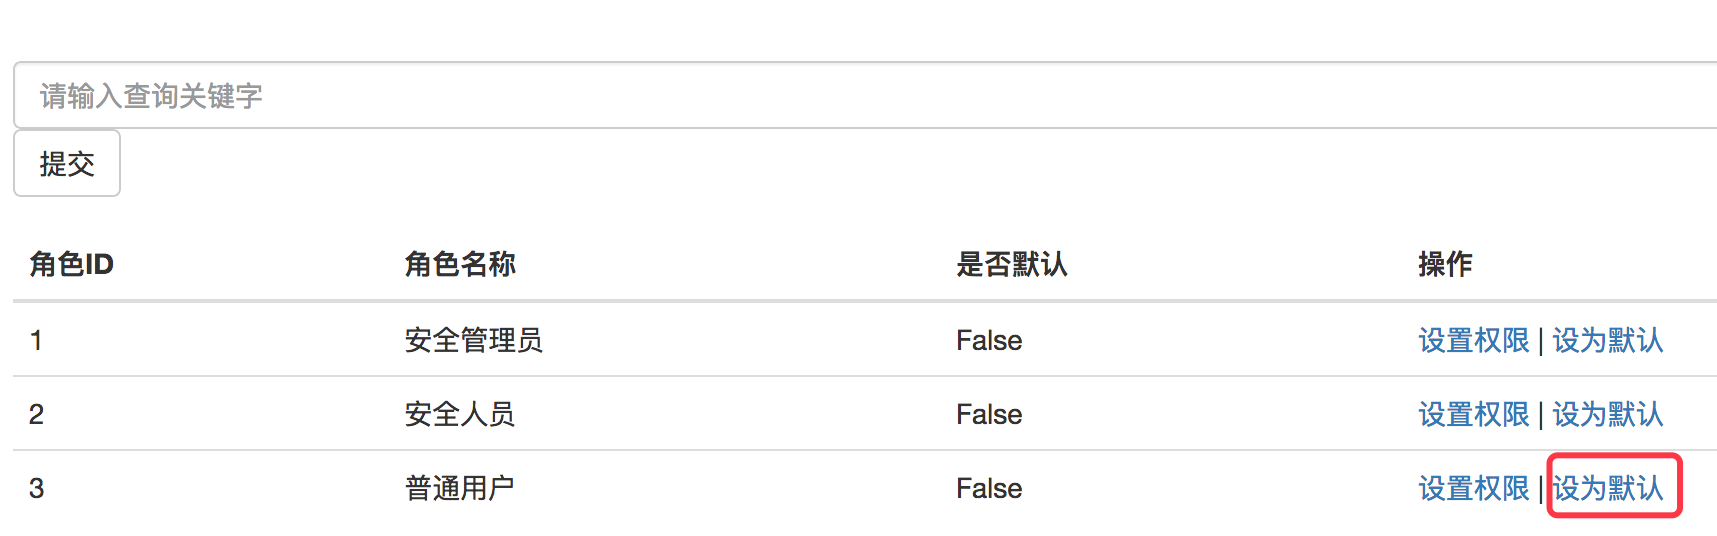 请输入查询关键字
提交
角色ID 角色名称 是否默认 操作
1 安全管理员 False 设置权限 | 设为默认
2 安全人员 False 设置权限 | 设为默认
3 普通用户 False 设置权限 | 设为默认